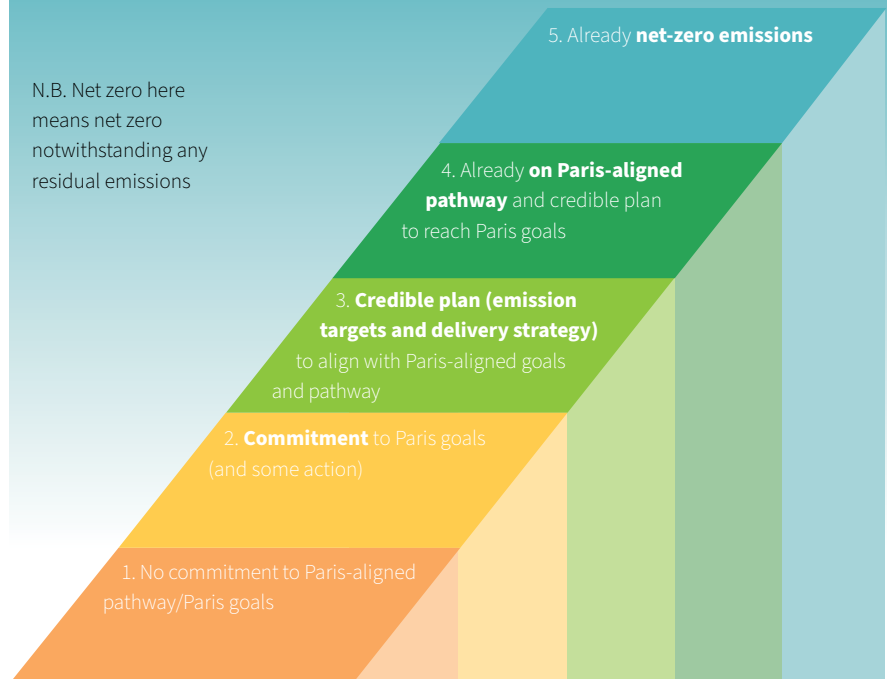 5. Already net-zero emissions
N.B. Net zero here
means net zero
notwithstanding any
residual emissions
4. Already on Paris-aligned
pathway and credible plan
to reach Paris goals
3. Credible plan (emission
targets and delivery strategy)
to align with Paris-aligned goals
and pathway
2. Commitment to Paris goals
(and some action)
1. No commitment to Paris-aligned
pathway/Paris goals